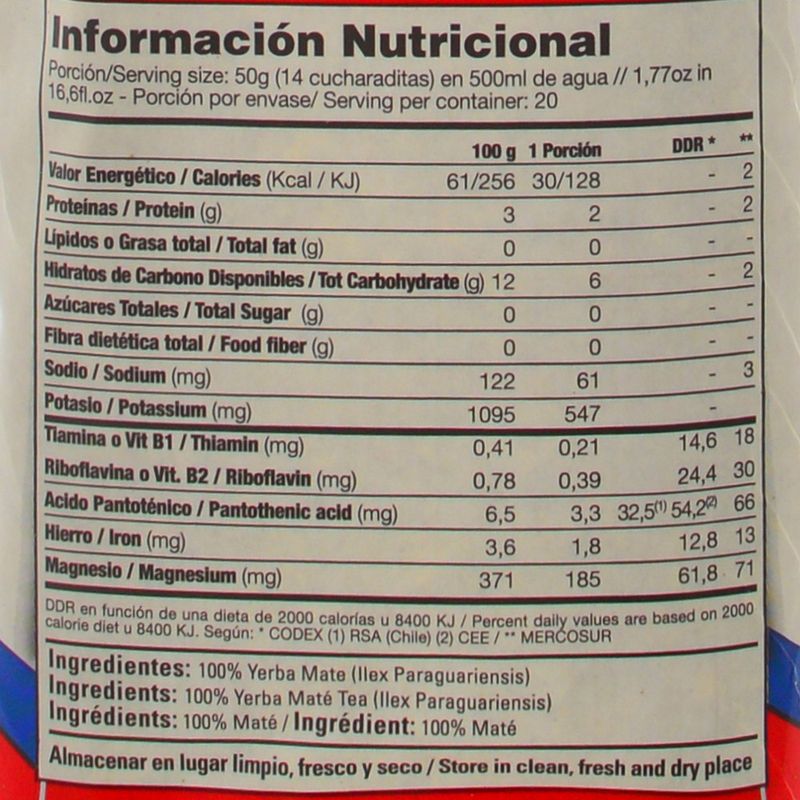 Información Nutricional
Porción/Serving size: 50g (14 cucharaditas) en 500ml de agua // 1,77oz in
16,6fl.oz - Porción por envase/ Serving per container: 20
100 g 1 Porción DDR * **
Valor Energético / Calories (Kcal / KJ) 61/256 30/128 - 2
Proteínas / Protein (g) 3 2 - 2
Lípidos o Grasa total / Total fat (g) 0 0 - -
Hidratos de Carbono Disponibles / Tot Carbohydrate (g) 12 6 - 2
Azúcares Totales / Total Sugar (g) 0 0 - -
Fibra dietética total / Food fiber (g) 0 0 - -
Sodio / Sodium (mg) 122 61 - 3
Potasio / Potassium (mg) 1095 547 -
Tiamina o Vit B1 / Thiamin (mg) 0,41 0,21 14,6 18
Riboflavina o Vit. B2 / Riboflavin (mg) 0,78 0,39 24,4 30
Acido Pantoténico / Pantothenic acid (mg) 6,5 3,3 32,5(1) 54,2(2) 66
Hierro / Iron (mg) 3,6 1,8 12,8 13
Magnesio / Magnesium (mg) 371 185 61,8 71
DDR en función de una dieta de 2000 calorías u 8400 KJ / Percent daily values are based on 2000
calorie diet u 8400 KJ. Según: * CODEX (1) RSA (Chile) (2) CEE / ** MERCOSUR
Ingredientes: 100% Yerba Mate (Ilex Paraguariensis)
Ingredients: 100% Yerba Maté Tea (Ilex Paraguariensis)
Ingrédients: 100% Maté / Ingrédient: 100% Maté
Almacenar en lugar limpio, fresco y seco / Store in clean, fresh and dry place